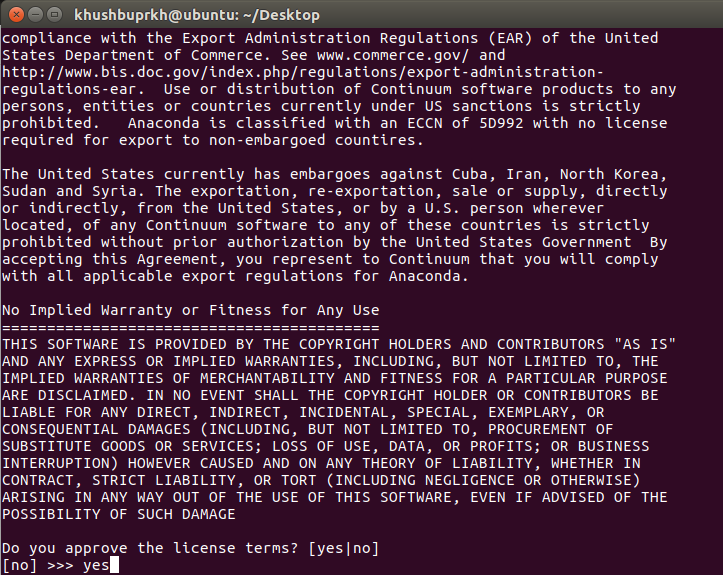 khushbuprkh@ubuntu: ~/Desktop
compliance with the Export Administration Regulations (EAR) of the United
States Department of Commerce. See www.commerce.gov/ and
http://www.bis.doc.gov/index.php/regulations/export-administration-
regulations-ear.  Use or distribution of Continuum software products to any
persons, entities or countries currently under US sanctions is strictly
prohibited.   Anaconda is classified with an ECCN of 5D992 with no license
required for export to non-embargoed countires.
The United States currently has embargoes against Cuba, Iran, North Korea,
Sudan and Syria. The exportation, re-exportation, sale or supply, directly
or indirectly, from the United States, or by a U.S. person wherever
located, of any Continuum software to any of these countries is strictly
prohibited without prior authorization by the United States Government  By
accepting this Agreement, you represent to Continuum that you will comply
with all applicable export regulations for Anaconda.
No Implied Warranty or Fitness for Any Use
==========================================
THIS SOFTWARE IS PROVIDED BY THE COPYRIGHT HOLDERS AND CONTRIBUTORS "AS IS"
AND ANY EXPRESS OR IMPLIED WARRANTIES, INCLUDING, BUT NOT LIMITED TO, THE
IMPLIED WARRANTIES OF MERCHANTABILITY AND FITNESS FOR A PARTICULAR PURPOSE
ARE DISCLAIMED. IN NO EVENT SHALL THE COPYRIGHT HOLDER OR CONTRIBUTORS BE
LIABLE FOR ANY DIRECT, INDIRECT, INCIDENTAL, SPECIAL, EXEMPLARY, OR
CONSEQUENTIAL DAMAGES (INCLUDING, BUT NOT LIMITED TO, PROCUREMENT OF
SUBSTITUTE GOODS OR SERVICES; LOSS OF USE, DATA, OR PROFITS; OR BUSINESS
INTERRUPTION) HOWEVER CAUSED AND ON ANY THEORY OF LIABILITY, WHETHER IN
CONTRACT, STRICT LIABILITY, OR TORT (INCLUDING NEGLIGENCE OR OTHERWISE)
ARISING IN ANY WAY OUT OF THE USE OF THIS SOFTWARE, EVEN IF ADVISED OF THE
POSSIBILITY OF SUCH DAMAGE
Do you approve the license terms? [yes|no]
[no] >>> yes